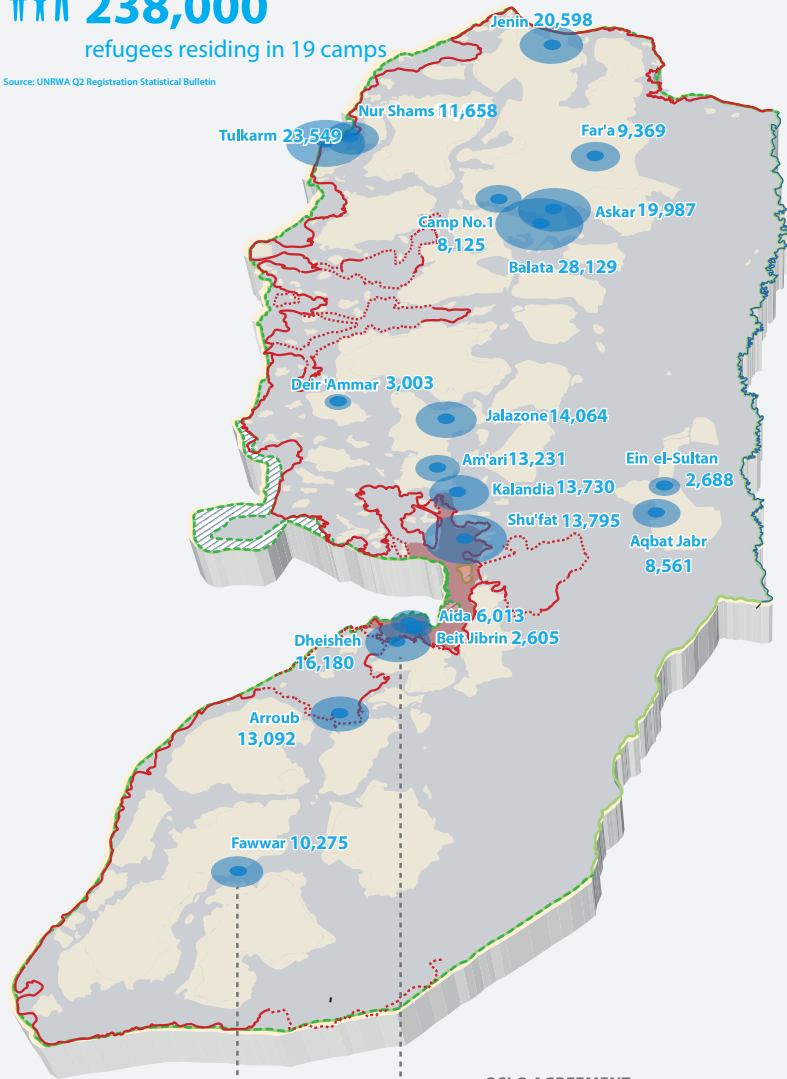 238,000
refugees residing in 19 camps
Source: UNRWA Q2 Registration Statistical Bulletin
Jenin 20,598
Nur Shams 11,658
Tulkarm 23,549
Far'a 9,369
Camp No.1
8,125
Askar 19,987
Balata 28,129
Deir 'Ammar 3,003
Jalazone 14,064
Am'ari 13,231
Ein el-Sultan
2,688
Kalandia 13,730
Shu'fat 13,795
Aqbat Jabr
8,561
Aida 6,013
Beit Jibrin 2,605
Dheisheh
16,180
Arroub
13,092
Fawwar 10,275
OSLO AGREEMENT